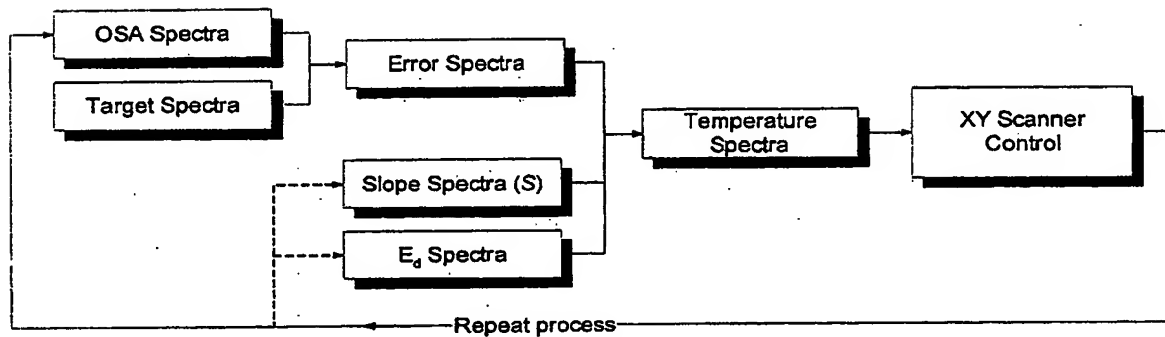 OSA Spectra
Target Spectra
Error Spectra
Slope Spectra (S)
E_d Spectra
Temperature
Spectra
XY Scanner
Control
Repeat process